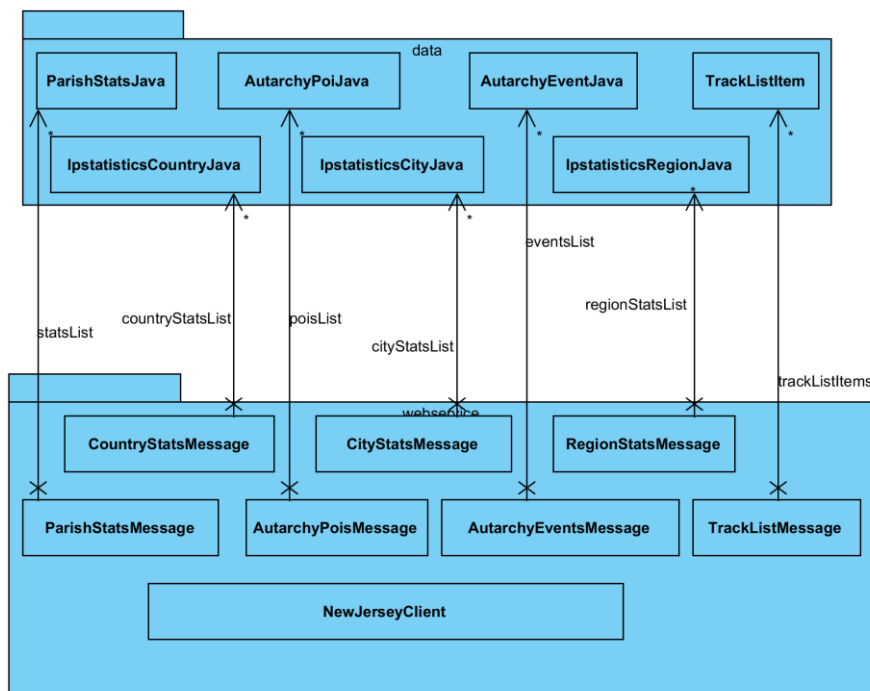 data
ParishStatsJava
AutarchyPoiJava
AutarchyEventJava
TrackListItem
*
*
*
*
IpstatisticsCountryJava
IpstatisticsCityJava
IpstatisticsRegionJava
*
*
*
eventsList
regionStatsList
countryStatsList
poisList
statsList
cityStatsList
trackListItems
webservice
CountryStatsMessage
CityStatsMessage
RegionStatsMessage
ParishStatsMessage
AutarchyPoisMessage
AutarchyEventsMessage
TrackListMessage
NewJerseyClient